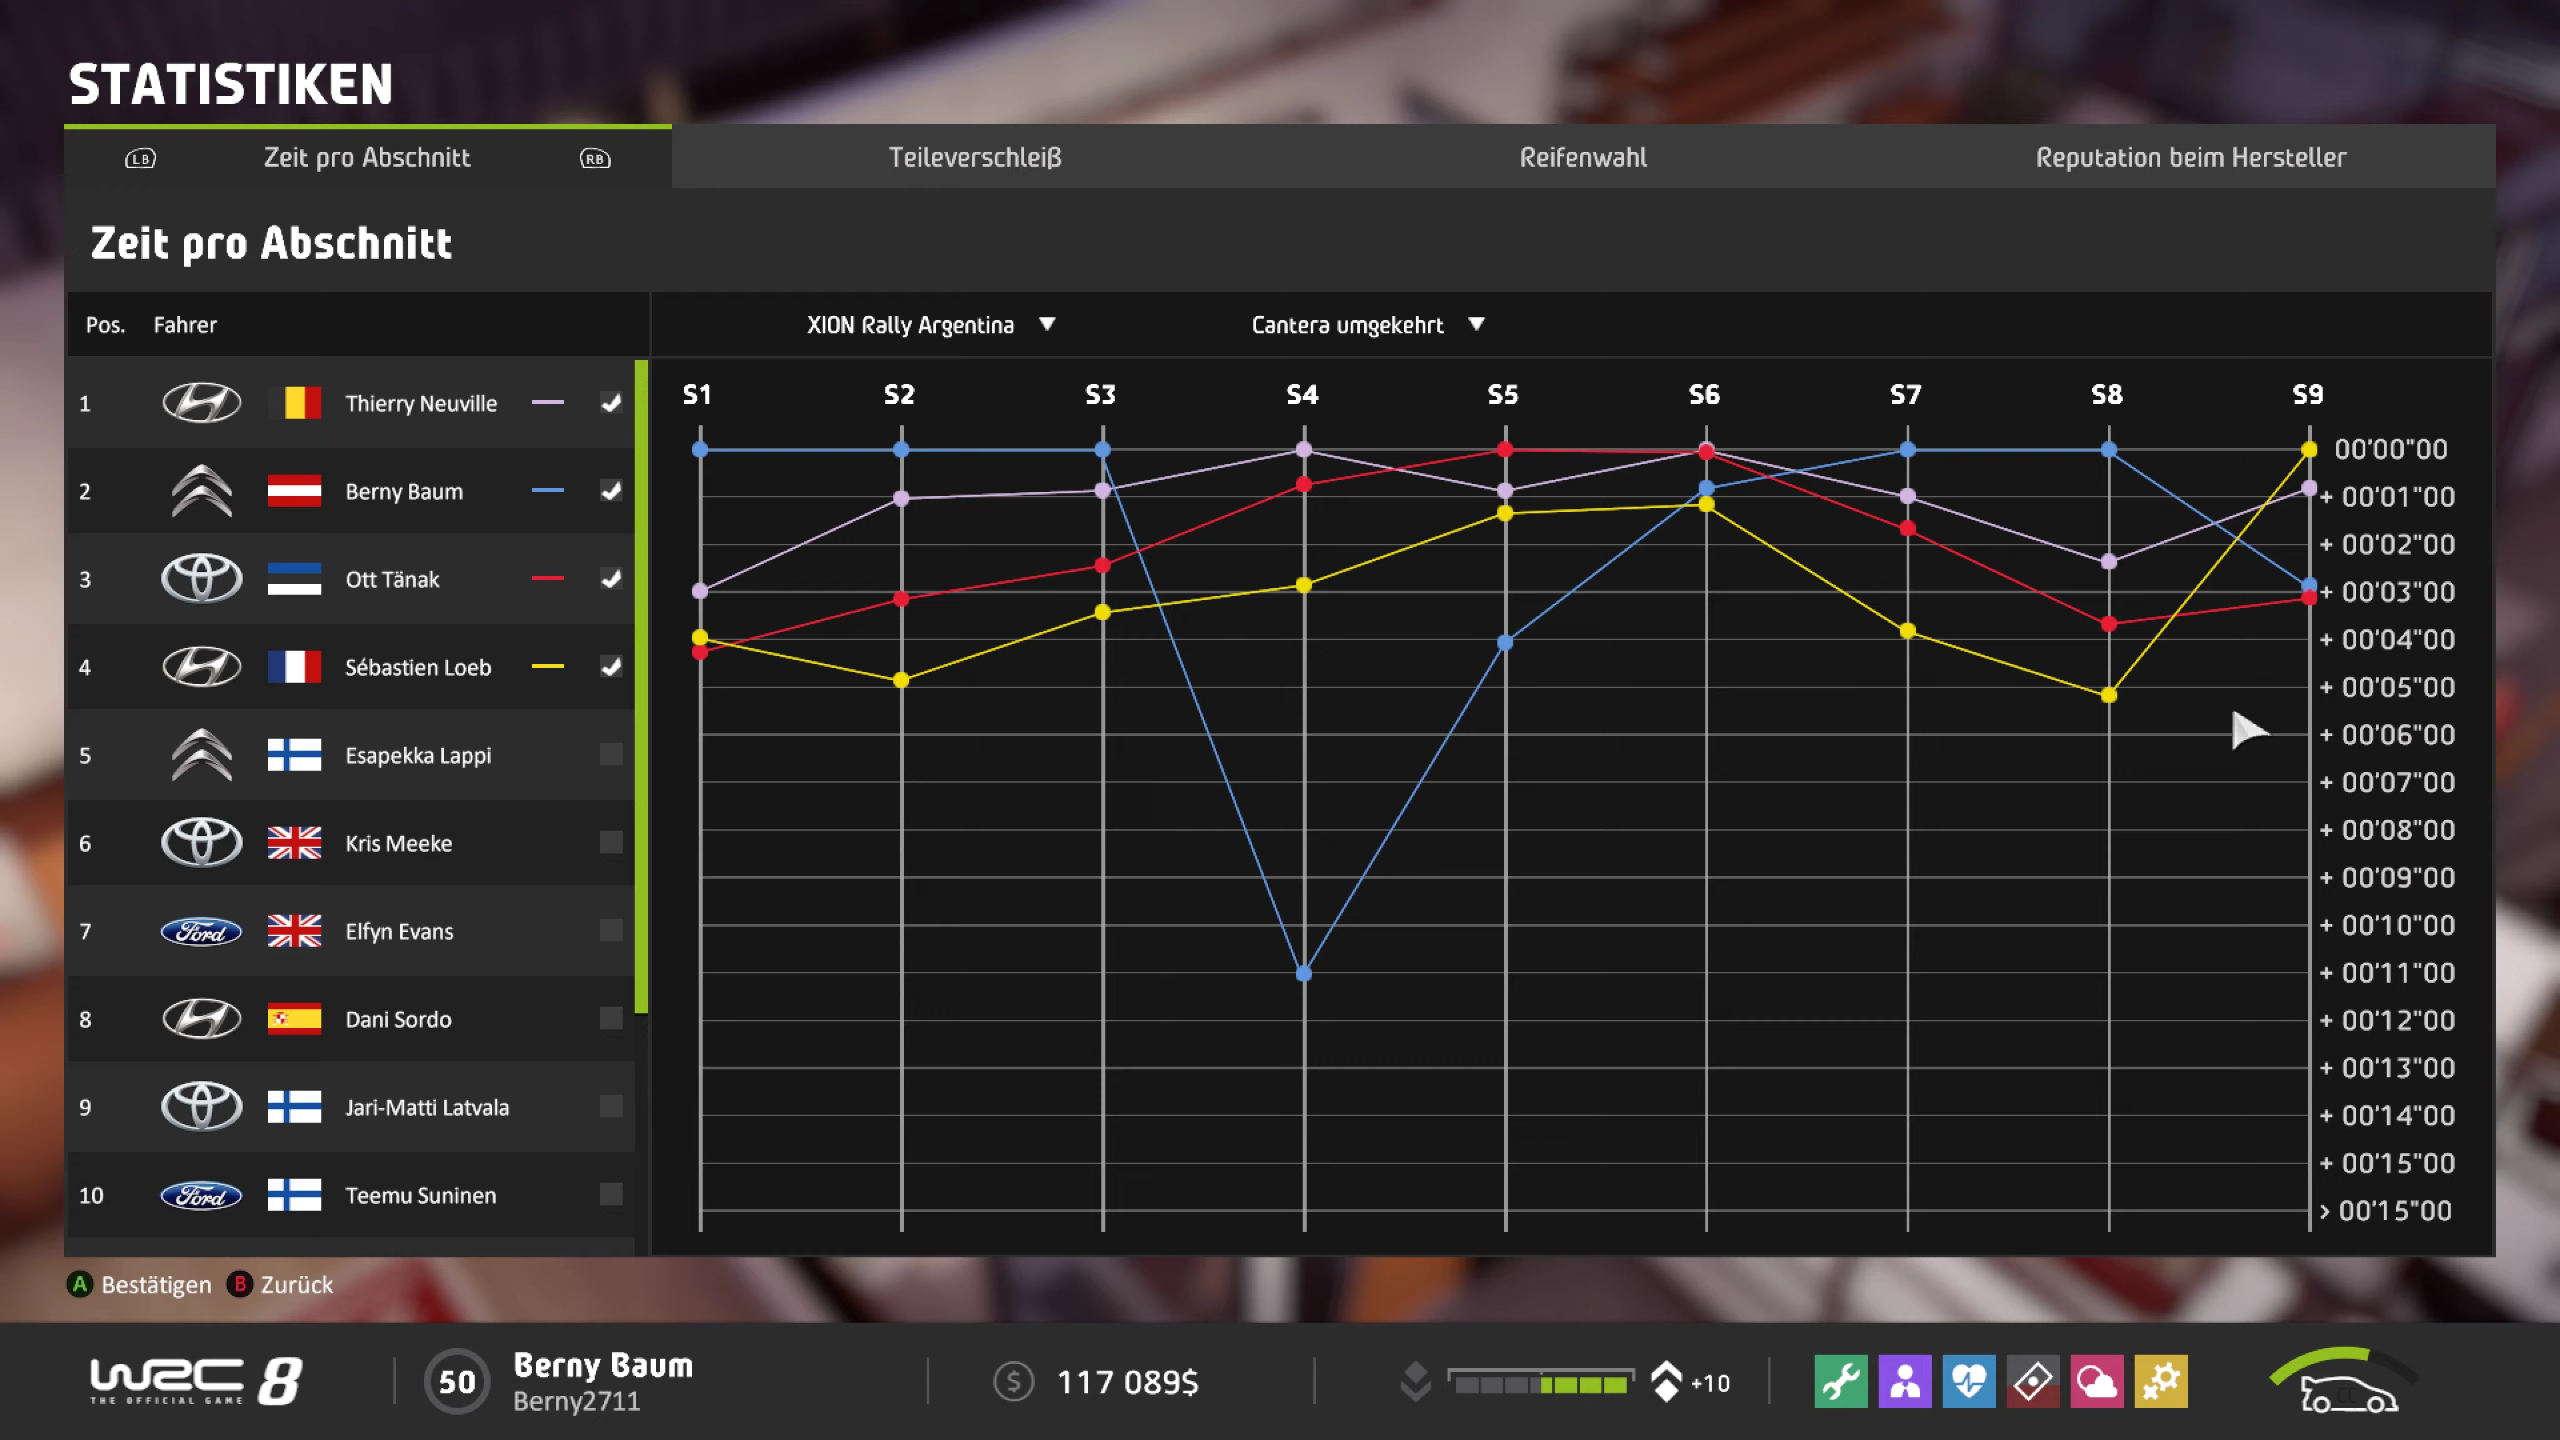 STATISTIKEN
LB Zeit pro Abschnitt RB Teileverschleiß Reifenwahl Reputation beim Hersteller
Zeit pro Abschnitt
Pos. Fahrer XION Rally Argentina Cantera umgekehrt
S1 S2 S3 S4 S5 S6 S7 S8 S9
1 Thierry Neuville
2 Berny Baum
3 Ott Tänak
4 Sébastien Loeb
5 Esapekka Lappi
6 Kris Meeke
7 Ford Elfyn Evans
8 Dani Sordo
9 Jari-Matti Latvala
10 Ford Teemu Suninen
00'00"00
+ 00'01"00
+ 00'02"00
+ 00'03"00
+ 00'04"00
+ 00'05"00
+ 00'06"00
+ 00'07"00
+ 00'08"00
+ 00'09"00
+ 00'10"00
+ 00'11"00
+ 00'12"00
+ 00'13"00
+ 00'14"00
+ 00'15"00
> 00'15"00
A Bestätigen B Zurück
WRC 8
THE OFFICIAL GAME
50 Berny Baum
Berny2711
$ 117 089$
+10